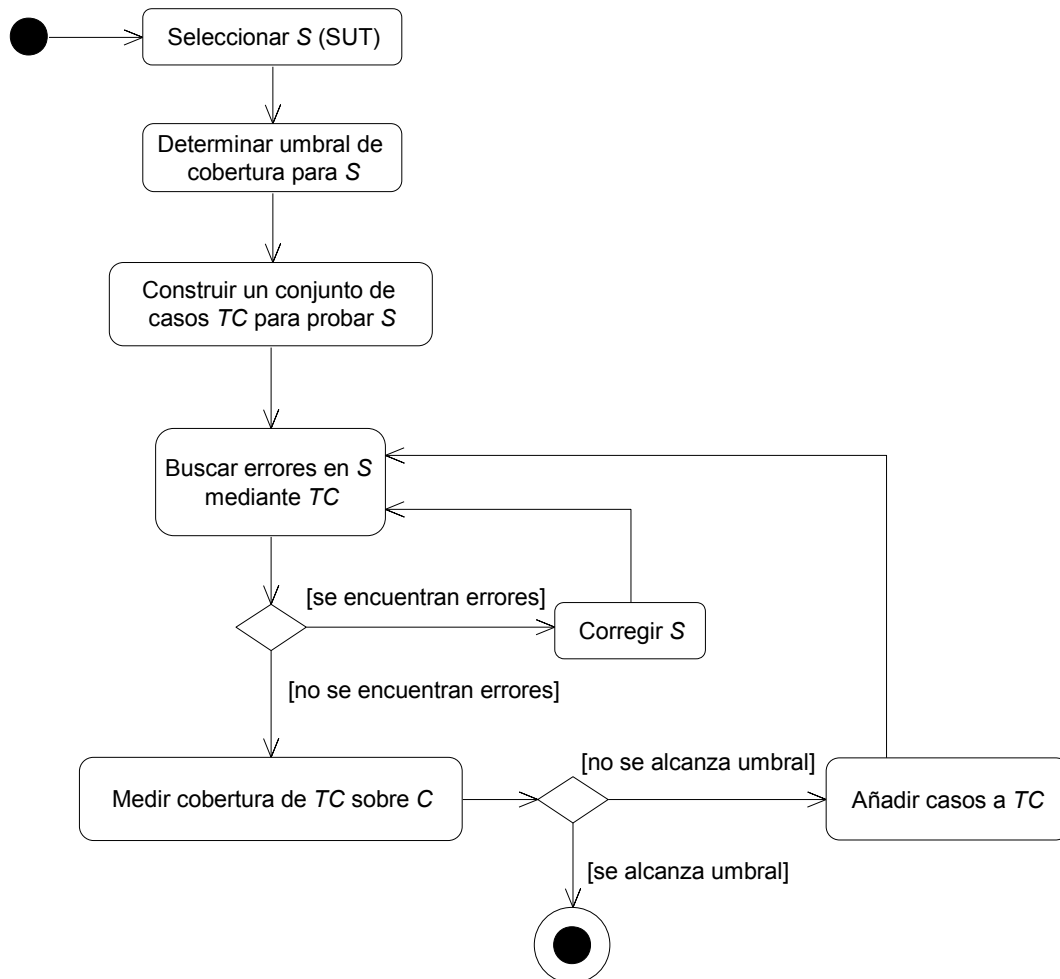 Seleccionar S (SUT)
Determinar umbral de
cobertura para S
Construir un conjunto de
casos TC para probar S
Buscar errores en S
mediante TC
[se encuentran errores]
Corregir S
[no se encuentran errores]
Medir cobertura de TC sobre C
[no se alcanza umbral]
Añadir casos a TC
[se alcanza umbral]